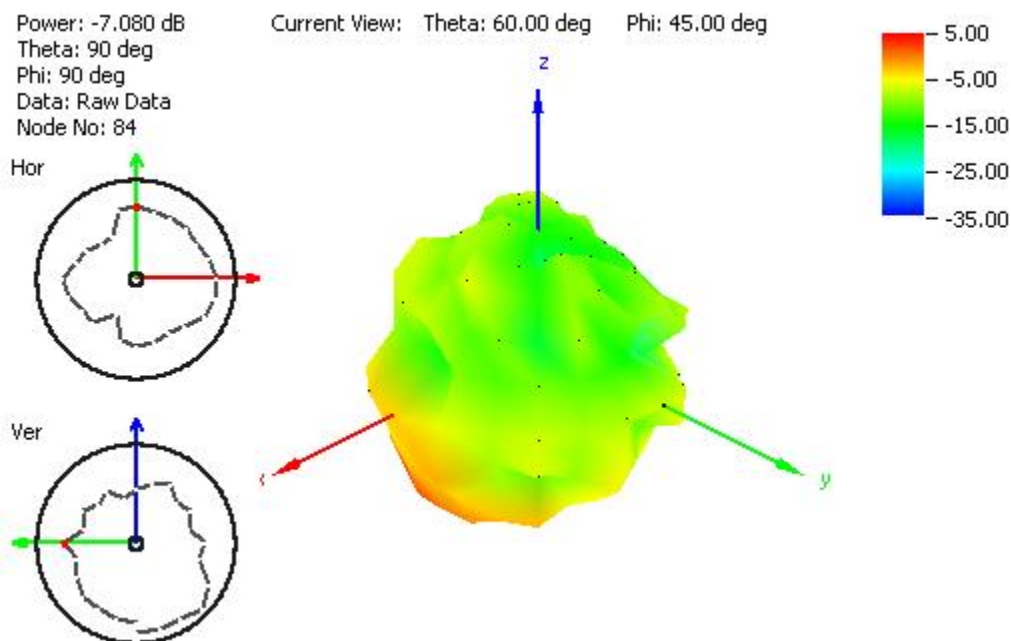 Power: -7.080 dB
Theta: 90 deg
Phi: 90 deg
Data: Raw Data
Node No: 84
Current View: Theta: 60.00 deg Phi: 45.00 deg
5.00
-5.00
-15.00
-25.00
-35.00
Hor
Ver
z
x
y